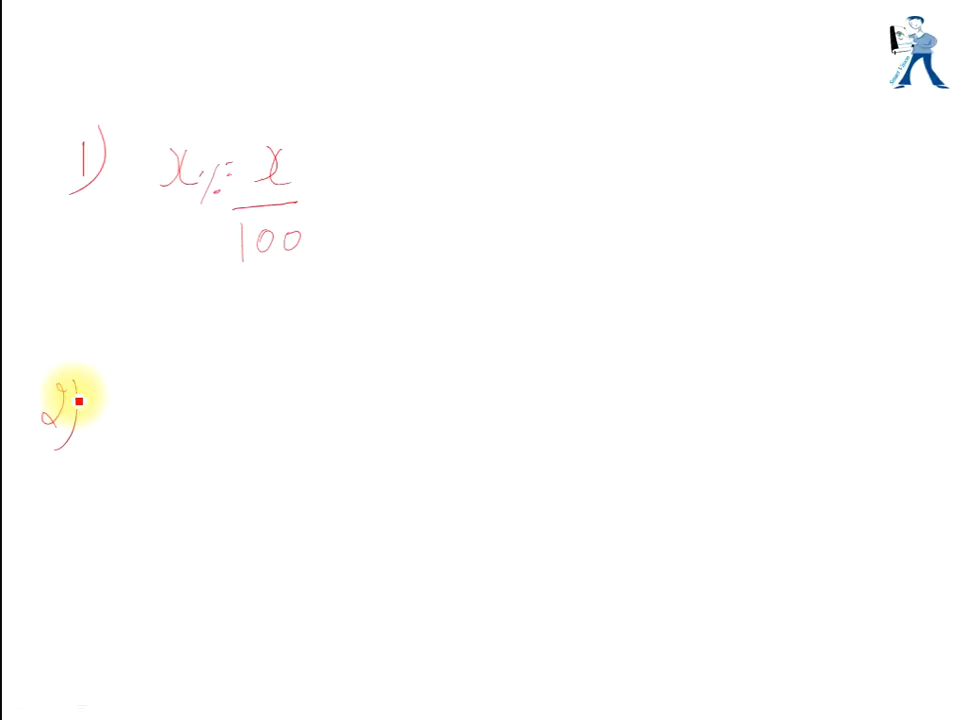 1) x% = x
100
2)